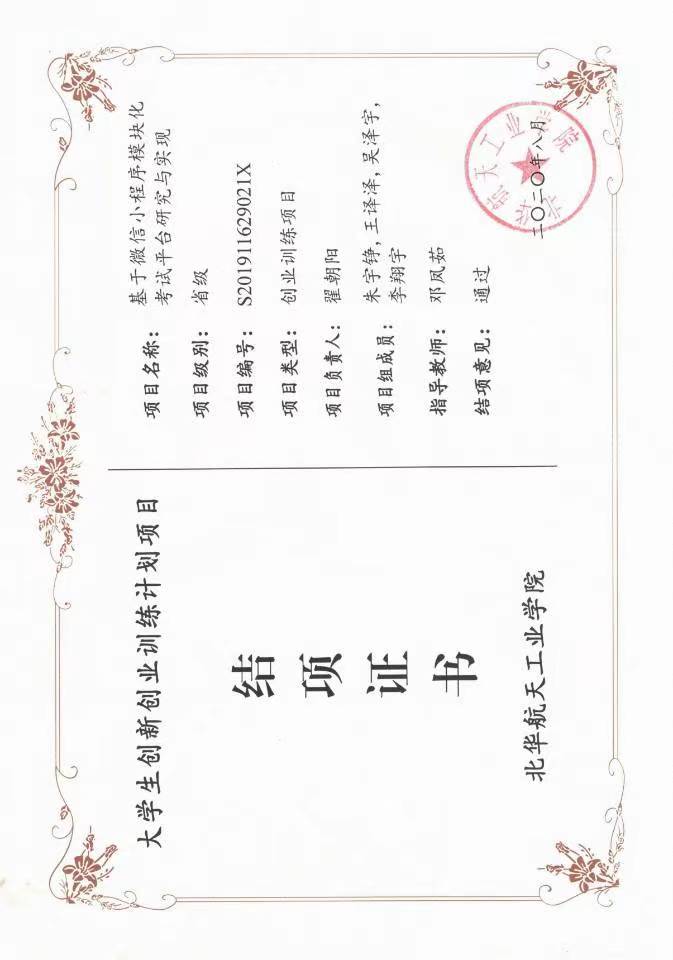 大学生创新创业训练计划项目
结
项
证
书
北华航天工业学院
项目名称：基于微信小程序模块化
考试平台研究与实现
项目级别：省级
项目编号：S201911629021X
项目类型：创业训练项目
项目负责人：翟朝阳
项目组成员：朱宇铮,王译泽,吴泽宇,
李翔宇
指导教师：邓凤茹
结项意见：通过
二〇二〇年八月
北华航天工业学院